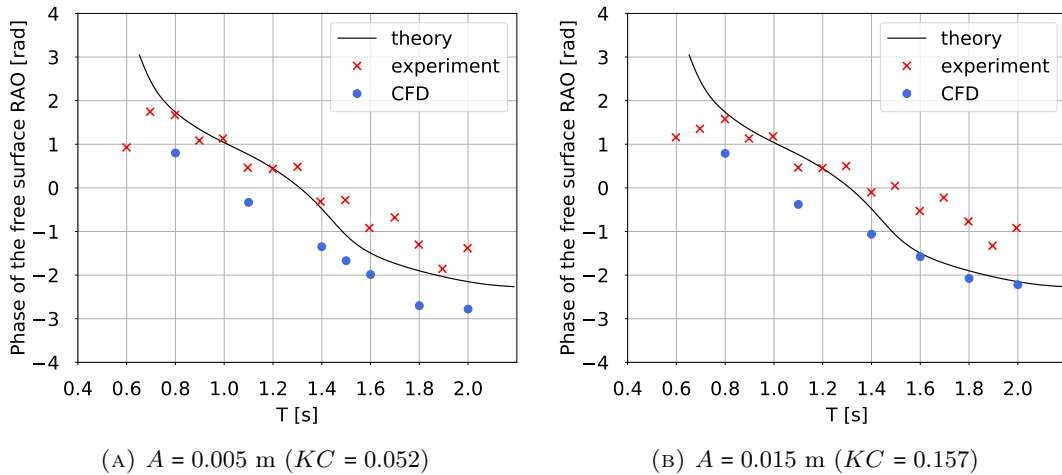 Phase of the free surface RAO [rad]
4
3
2
1
0
−1
−2
−3
−4
0.4 0.6 0.8 1.0 1.2 1.4 1.6 1.8 2.0
T [s]
theory
experiment
CFD
(A) A = 0.005 m (KC = 0.052)
Phase of the free surface RAO [rad]
4
3
2
1
0
−1
−2
−3
−4
0.4 0.6 0.8 1.0 1.2 1.4 1.6 1.8 2.0
T [s]
theory
experiment
CFD
(B) A = 0.015 m (KC = 0.157)